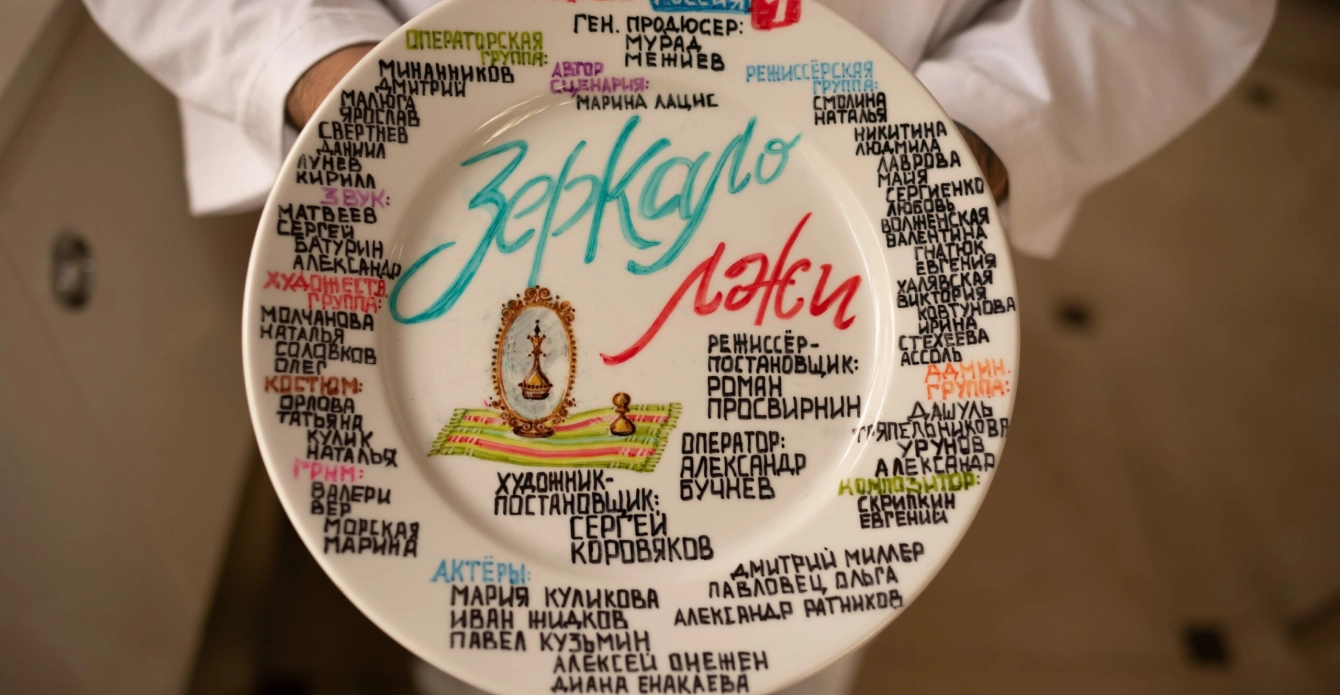 РОССИЯ 1
ГЕН. ПРОДЮСЕР:
МУРАД
МЕЖИЕВ
АВТОР
СЦЕНАРИЯ:
МАРИНА ЛАЦИС
ОПЕРАТОРСКАЯ
ГРУППА:
МИНАННИКОВ
ДМИТРИЙ
МАЛЮГА
ЯРОСЛАВ
СВЕРТНЕВ
ДАНИИЛ
ЛУНЕВ
КИРИЛЛ
ЗВУК:
МАТВЕЕВ
СЕРГЕЙ
БАТУРИН
АЛЕКСАНДР
ХУДОЖЕСТВ.
ГРУППА:
МОЛЧАНОВА
НАТАЛЬЯ
СОЛОВКОВ
ОЛЕГ
КОСТЮМ:
ОРЛОВА
ТАТЬЯНА
КУЛИК
НАТАЛЬЯ
ГРИМ:
ВАЛЕРИ
ВЕР
МОРСКАЯ
МАРИНА
Зеркало
лжи
РЕЖИССЁР-
ПОСТАНОВЩИК:
РОМАН
ПРОСВИРНИН
ОПЕРАТОР:
АЛЕКСАНДР
БУЧНЕВ
ХУДОЖНИК-
ПОСТАНОВЩИК:
СЕРГЕЙ
КОРОВЯКОВ
РЕЖИССЁРСКАЯ
ГРУППА:
СМОЛИНА
НАТАЛЬЯ
НИКИТИНА
ЛЮДМИЛА
ЛАВРОВА
МАЙЯ
СЕРГИЕНКО
ЛЮБОВЬ
ВОЛЖЕНСКАЯ
ВАЛЕНТИНА
ГНАТЮК
ЕВГЕНИЯ
ХАЛЯВСКАЯ
ВИКТОРИЯ
КОВТУНОВА
ИРИНА
СТЕХЕЕВА
АССОЛЬ
АДМИН.
ГРУППА:
ДАШУЛЬ
ТЯПЕЛЬНИКОВА
УРУНОВ
АЛЕКСАНДР
КОМПОЗИТОР:
СКРИПКИН
ЕВГЕНИЙ
АКТЁРЫ:
МАРИЯ КУЛИКОВА
ИВАН ЖИДКОВ
ПАВЕЛ КУЗЬМИН
АЛЕКСЕЙ ОНЕЖЕН
ДИАНА ЕНАКАЕВА
ДМИТРИЙ МИЛЛЕР
ПАВЛОВЕЦ ОЛЬГА
АЛЕКСАНДР РАТНИКОВ